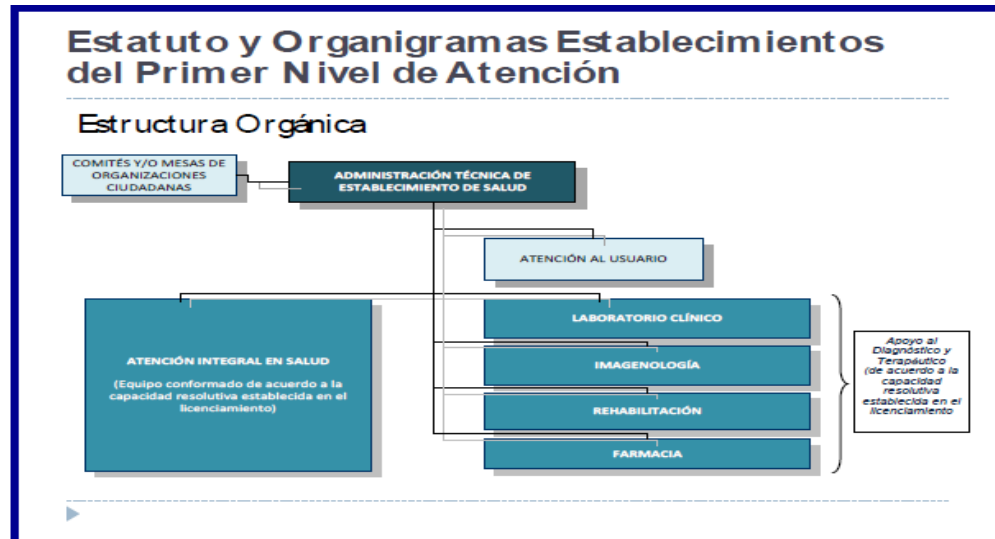 Estatuto y Organigramas Establecimientos
del Primer Nivel de Atención
Estructura Orgánica
COMITÉS Y/O MESAS DE
ORGANIZACIONES
CIUDADANAS
ADMINISTRACIÓN TÉCNICA DE
ESTABLECIMIENTO DE SALUD
ATENCIÓN AL USUARIO
ATENCIÓN INTEGRAL EN SALUD
(Equipo conformado de acuerdo a la
capacidad resolutiva establecida en el
licenciamiento)
LABORATORIO CLÍNICO
IMAGENOLOGÍA
REHABILITACIÓN
FARMACIA
Apoyo al
Diagnóstico y
Terapéutico
(de acuerdo a la
capacidad
resolutiva
establecida en el
licenciamiento